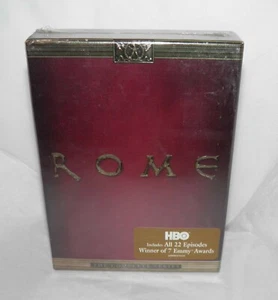 ROME
HBO
Includes All 22 Episodes
Winner of 7 Emmy Awards